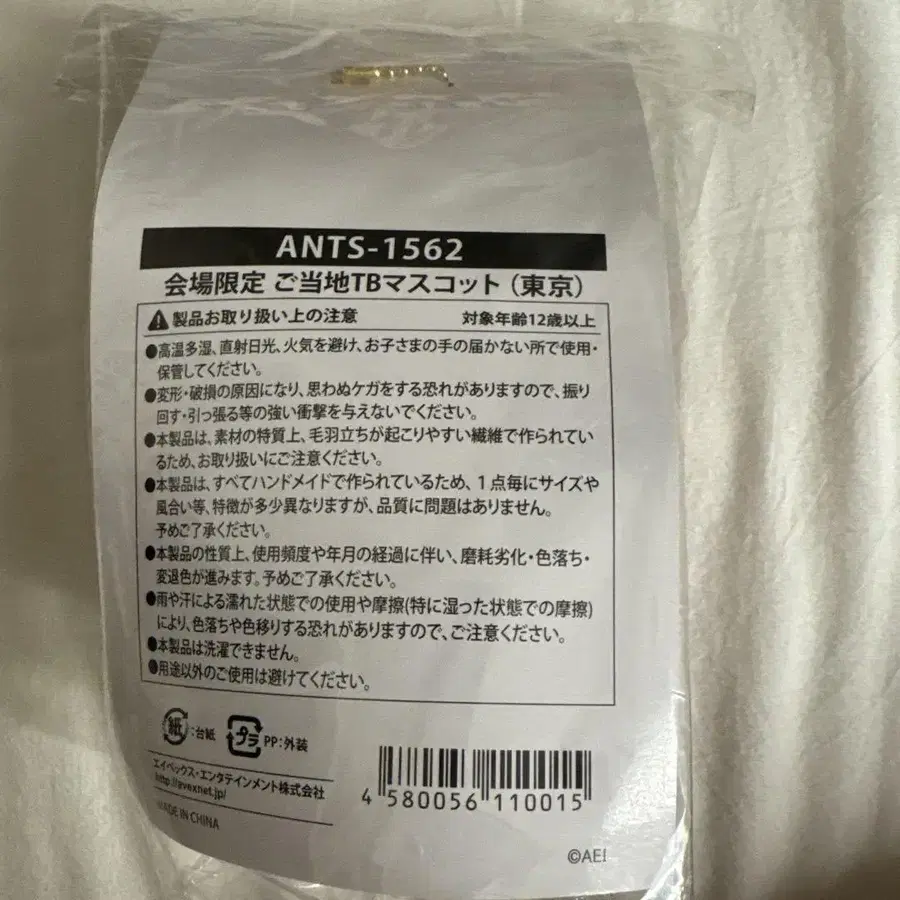 ANTS-1562
会場限定 ご当地TBマスコット（東京）
製品お取り扱い上の注意 対象年齢12歳以上
●高温多湿、直射日光、火気を避け、お子さまの手の届かない所で使用・
保管してください。
●変形・破損の原因になり、思わぬケガをする恐れがありますので、振り
回す・引っ張る等の強い衝撃を与えないでください。
●本製品は、素材の特質上、毛羽立ちが起こりやすい繊維で作られてい
るため、お取り扱いにご注意ください。
●本製品は、すべてハンドメイドで作られているため、１点毎にサイズや
風合い等、特徴が多少異なりますが、品質に問題はありません。
予めご了承ください。
●本製品の性質上、使用頻度や年月の経過に伴い、磨耗劣化・色落ち・
変退色が進みます。予めご了承ください。
●雨や汗による濡れた状態での使用や摩擦(特に湿った状態での摩擦)
により、色落ちや色移りする恐れがありますので、ご注意ください。
●本製品は洗濯できません。
●用途以外のご使用は避けてください。
紙:台紙 プラ PP:外装
エイベックス・エンタテインメント株式会社
http://avexnet.jp/
MADE IN CHINA
4 580056 110015
©AEI